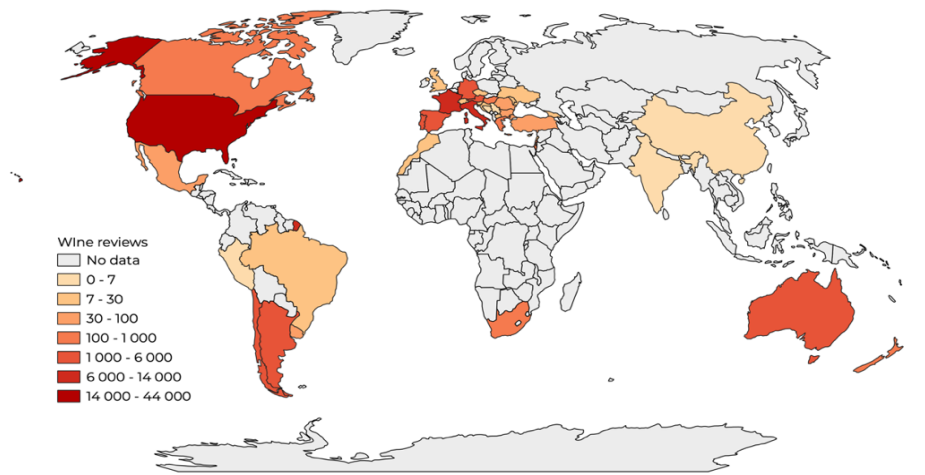 WIne reviews
No data
0 - 7
7 - 30
30 - 100
100 - 1 000
1 000 - 6 000
6 000 - 14 000
14 000 - 44 000